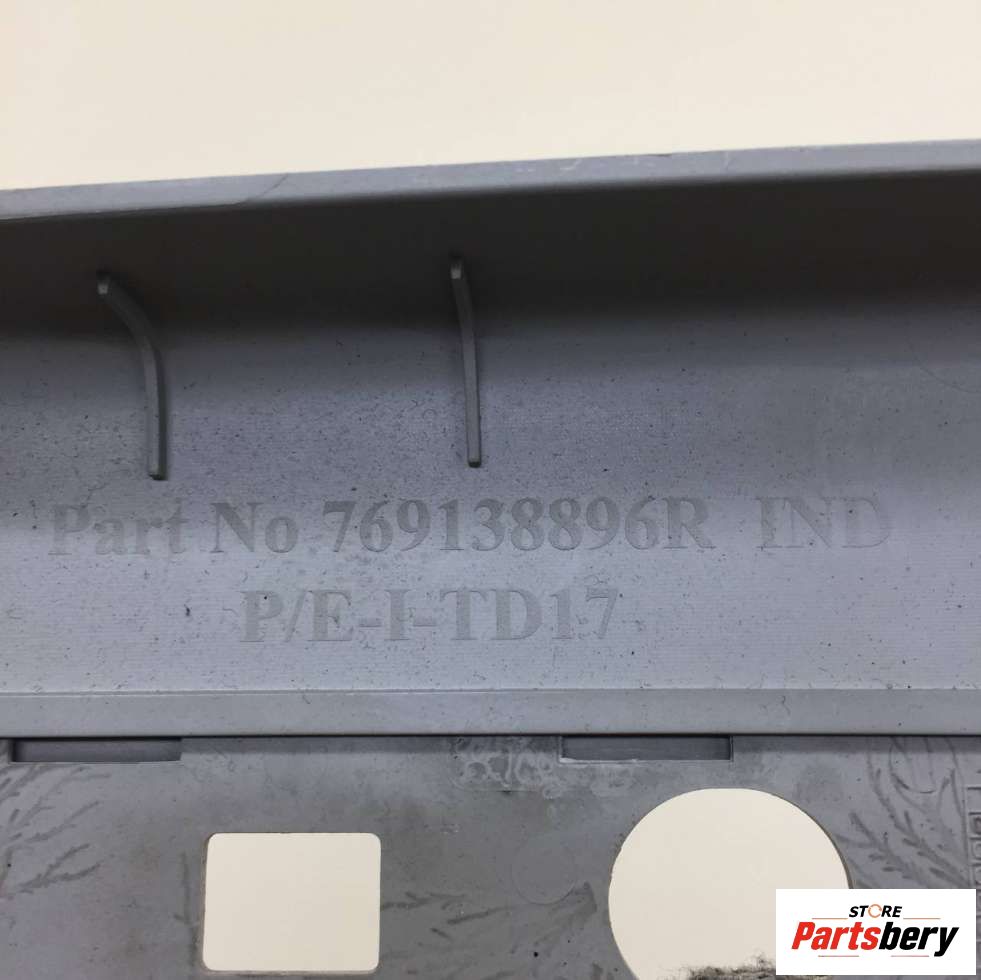 Part No 769138896R IND
P/E-I-TD17
STORE
Partsbery